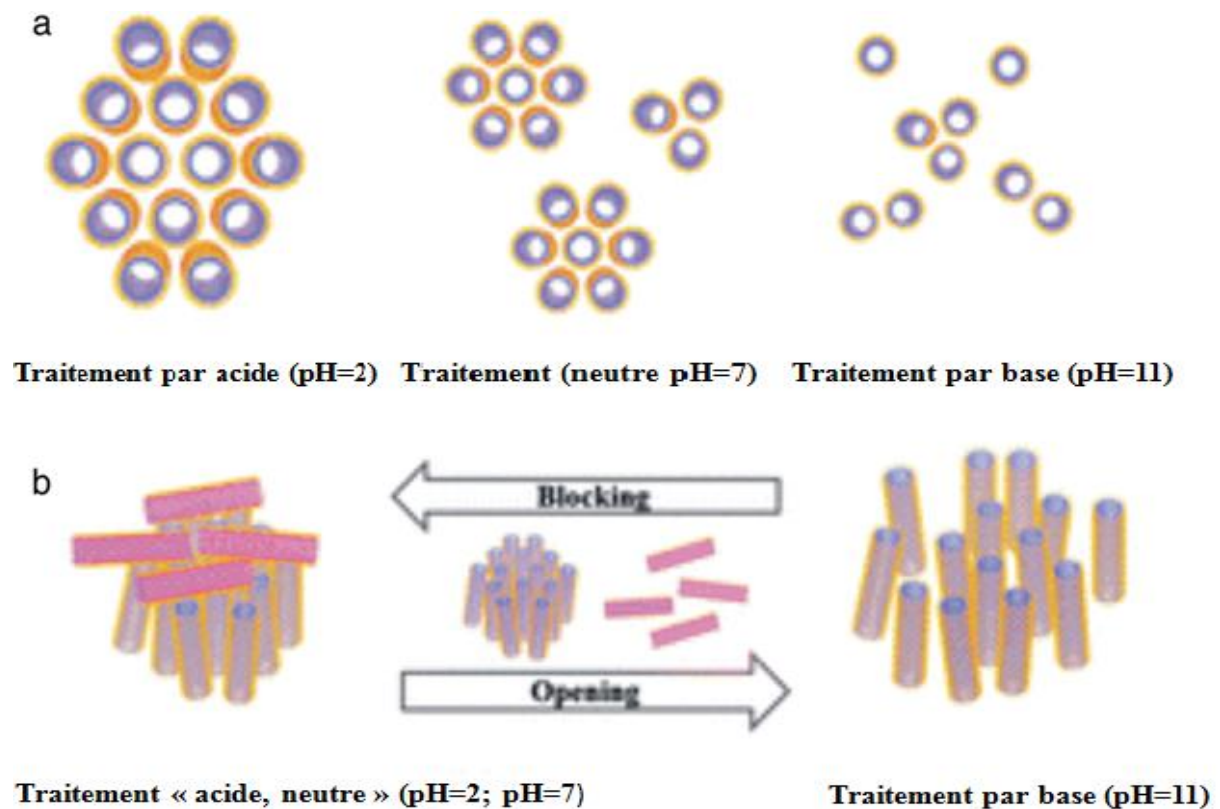 a
Traitement par acide (pH=2) Traitement (neutre pH=7) Traitement par base (pH=11)
b
Blocking
Opening
Traitement « acide, neutre » (pH=2; pH=7) Traitement par base (pH=11)